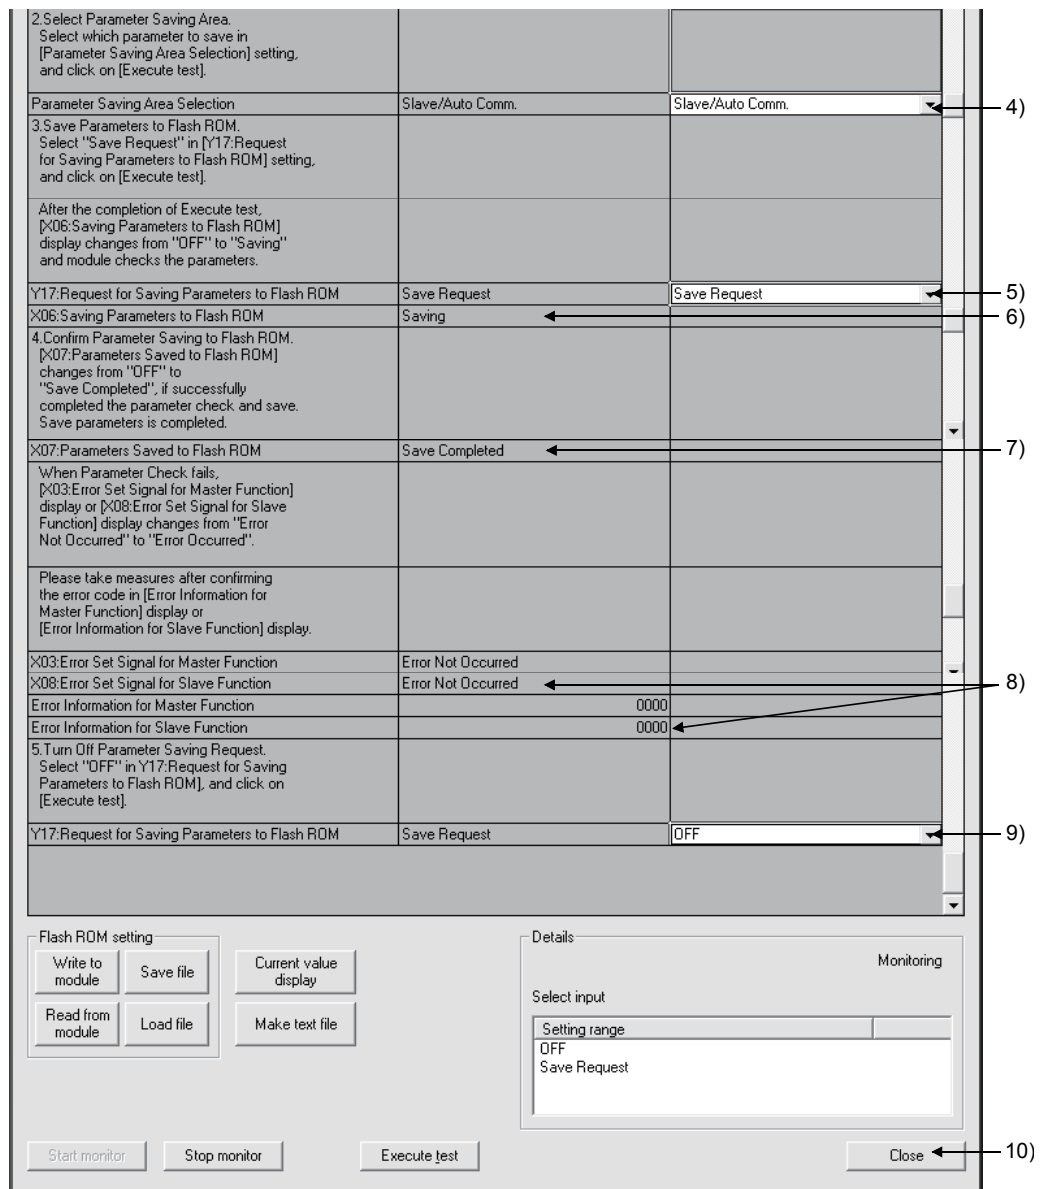 2.Select Parameter Saving Area.
Select which parameter to save in
[Parameter Saving Area Selection] setting,
and click on [Execute test].
Parameter Saving Area Selection Slave/Auto Comm. Slave/Auto Comm. 4)
3.Save Parameters to Flash ROM.
Select "Save Request" in [Y17:Request
for Saving Parameters to Flash ROM] setting,
and click on [Execute test].
After the completion of Execute test,
[X06:Saving Parameters to Flash ROM]
display changes from "OFF" to "Saving"
and module checks the parameters.
Y17:Request for Saving Parameters to Flash ROM Save Request Save Request 5)
X06:Saving Parameters to Flash ROM Saving 6)
4.Confirm Parameter Saving to Flash ROM.
[X07:Parameters Saved to Flash ROM]
changes from "OFF" to
"Save Completed", if successfully
completed the parameter check and save.
Save parameters is completed.
X07:Parameters Saved to Flash ROM Save Completed 7)
When Parameter Check fails,
[X03:Error Set Signal for Master Function]
display or [X08:Error Set Signal for Slave
Function] display changes from "Error
Not Occurred" to "Error Occurred".
Please take measures after confirming
the error code in [Error Information for
Master Function] display or
[Error Information for Slave Function] display.
X03:Error Set Signal for Master Function Error Not Occurred
X08:Error Set Signal for Slave Function Error Not Occurred 8)
Error Information for Master Function 0000
Error Information for Slave Function 0000
5.Turn Off Parameter Saving Request.
Select "OFF" in Y17:Request for Saving
Parameters to Flash ROM], and click on
[Execute test].
Y17:Request for Saving Parameters to Flash ROM Save Request OFF 9)
Flash ROM setting
Write to module
Save file
Current value display
Read from module
Load file
Make text file
Details
Monitoring
Select input
Setting range
OFF
Save Request
Start monitor Stop monitor Execute test Close 10)